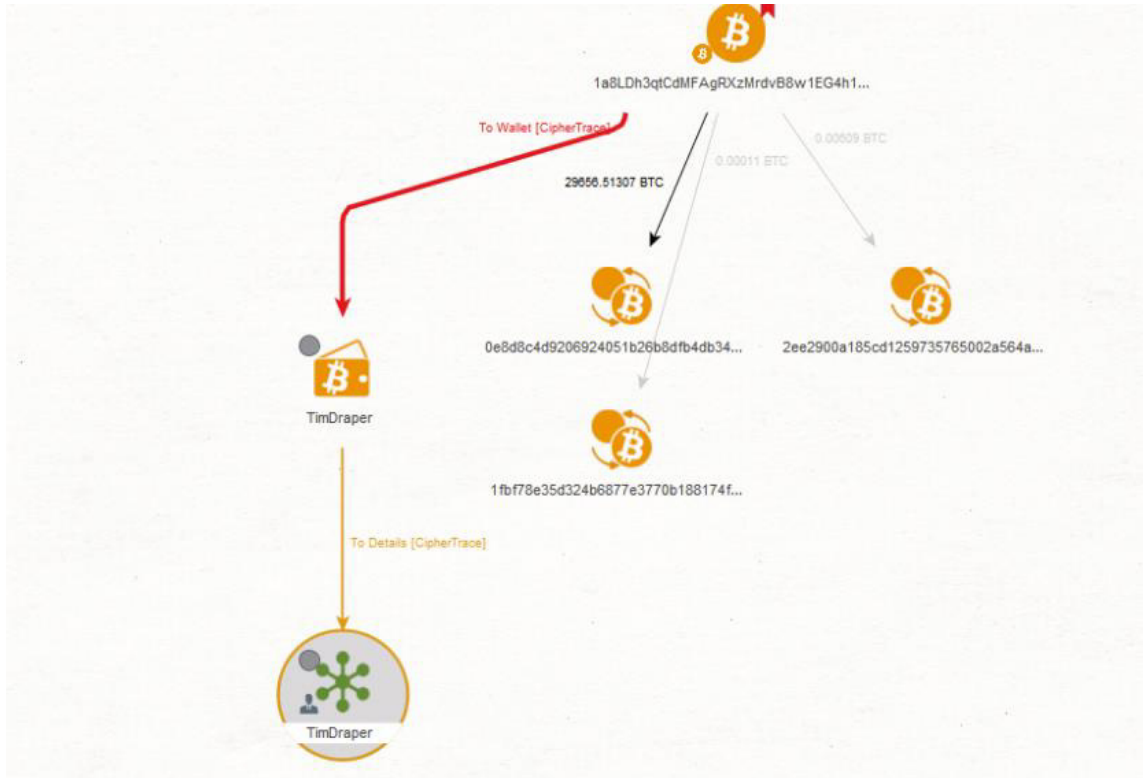 1a8LDh3qtCdMFAgRXzMrdvB8w1EG4h1...
To Wallet [CipherTrace]
0.00609 BTC
0.00011 BTC
29656.51307 BTC
0e8d8c4d9206924051b26b8dfb4db34...
2ee2900a185cd1259735765002a564a...
TimDraper
1fbf78e35d324b6877e3770b188174f...
To Details [CipherTrace]
TimDraper